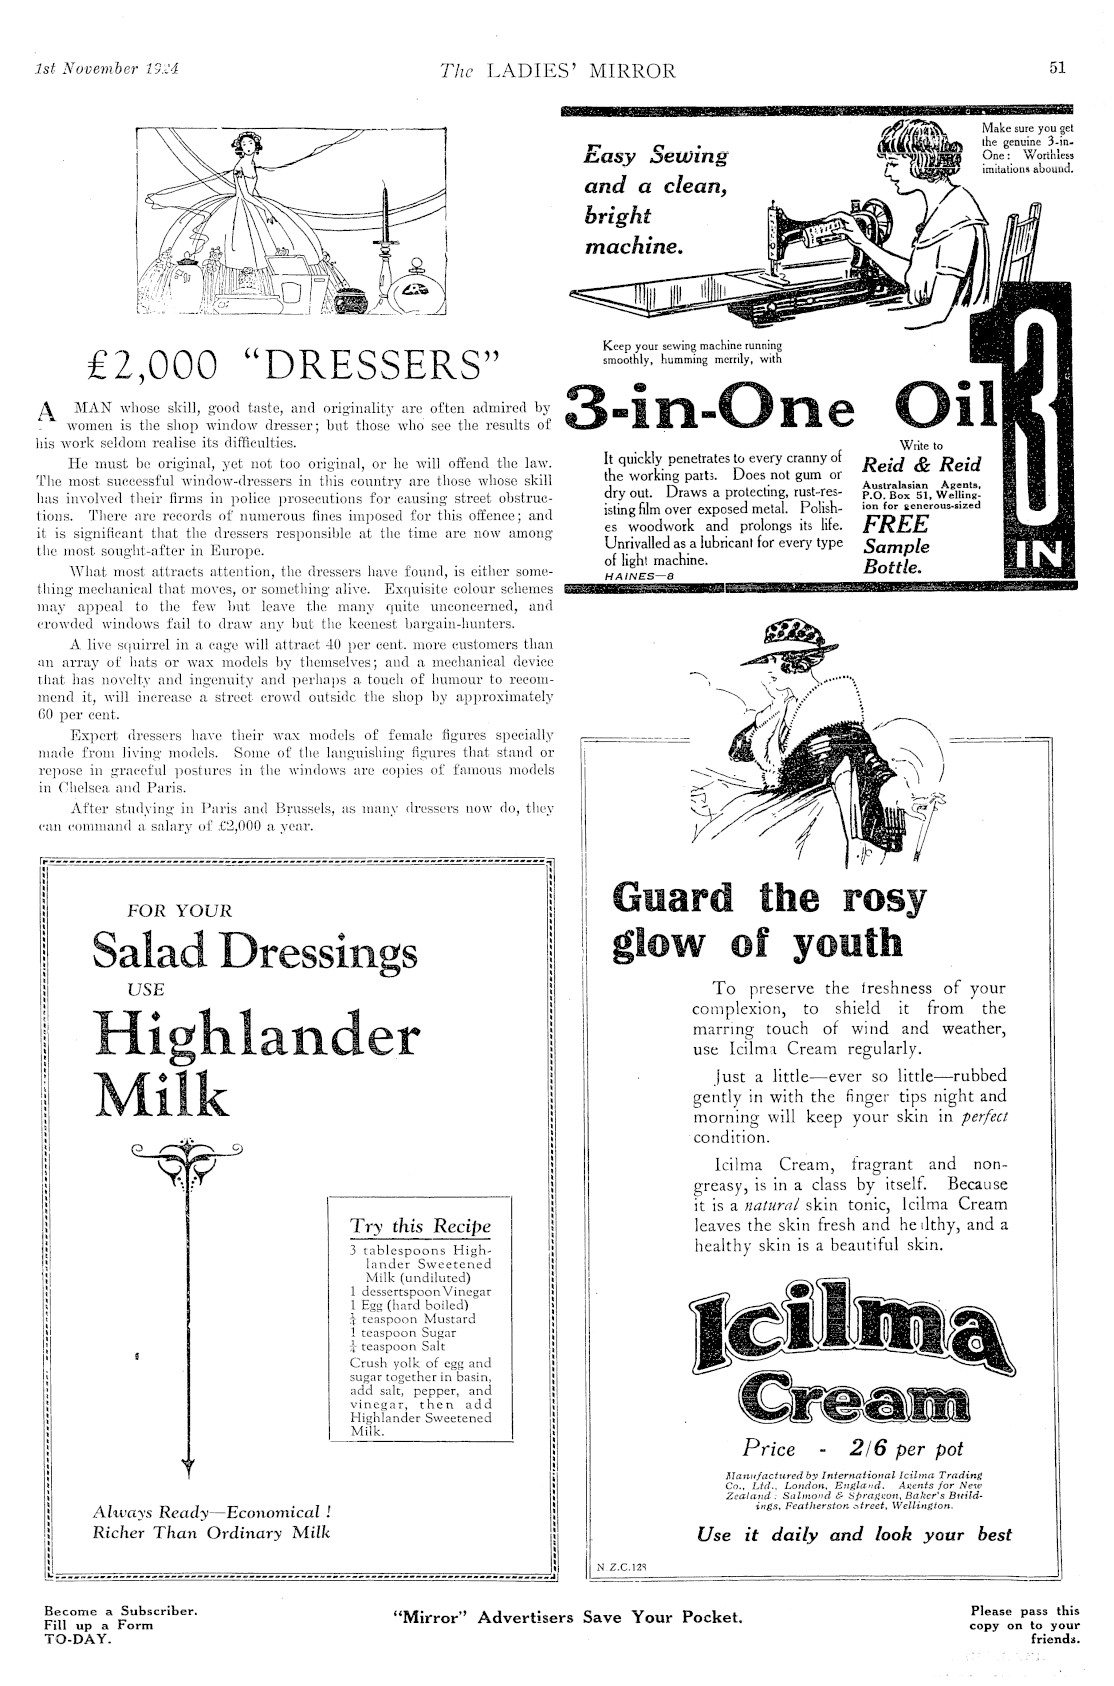 1st November 1924
The LADIES' MIRROR
51
£2,000 "DRESSERS"
A MAN whose skill, good taste, and originality are often admired by
women is the shop window dresser; but those who see the results of
his work seldom realise its difficulties.
He must be original, yet not too original, or he will offend the law.
The most successful window-dressers in this country are those whose skill
has involved their firms in police prosecutions for causing street obstruc-
tions. There are records of numerous fines imposed for this offence; and
it is significant that the dressers responsible at the time are now among
the most sought-after in Europe.
What most attracts attention, the dressers have found, is either some-
thing mechanical that moves, or something alive. Exquisite colour schemes
may appeal to the few but leave the many quite unconcerned, and
crowded windows fail to draw any but the keenest bargain-hunters.
A live squirrel in a cage will attract 40 per cent. more customers than
an array of hats or wax models by themselves; and a mechanical device
that has novelty and ingenuity and perhaps a touch of humour to recom-
mend it, will increase a street crowd outside the shop by approximately
60 per cent.
Expert dressers have their wax models of female figures specially
made from living models. Some of the languishing figures that stand or
repose in graceful postures in the windows are copies of famous models
in Chelsea and Paris.
After studying in Paris and Brussels, as many dressers now do, they
can command a salary of £2,000 a year.
FOR YOUR
Salad Dressings
USE
Highlander
Milk
Try this Recipe
3 tablespoons High-
lander Sweetened
Milk (undiluted)
1 dessertspoon Vinegar
1 Egg (hard boiled)
teaspoon Mustard
1 teaspoon Sugar
¼ teaspoon Salt
Crush yolk of egg and
sugar together in basin,
add salt, pepper, and
vinegar, then add
Highlander Sweetened
Milk.
Always Ready—Economical!
Richer Than Ordinary Milk
Easy Sewing
and a clean,
bright
machine.
Make sure you get
the genuine 3-in-
One: Worthless
imitations abound.
Keep your sewing machine running
smoothly, humming merrily, with
3-in-One Oil
It quickly penetrates to every cranny of
the working parts. Does not gum or
dry out. Draws a protecting, rust-res-
isting film over exposed metal. Polish-
es woodwork and prolongs its life.
Unrivalled as a lubricant for every type
of light machine.
HAINES—8
Write to
Reid & Reid
Australasian Agents,
P.O. Box 51, Welling-
ion for generous-sized
FREE
Sample
Bottle.
3
IN
1
Guard the rosy
glow of youth
To preserve the freshness of your
complexion, to shield it from the
marring touch of wind and weather,
use Icilma Cream regularly.
Just a little—ever so little—rubbed
gently in with the finger tips night and
morning will keep your skin in perfect
condition.
Icilma Cream, fragrant and non-
greasy, is in a class by itself. Because
it is a natural skin tonic, Icilma Cream
leaves the skin fresh and healthy, and a
healthy skin is a beautiful skin.
Icilma
Cream
Price - 2/6 per pot
Manufactured by International Icilma Trading
Co., Ltd., London, England. Agents for New
Zealand: Salmond & Spraggon, Baker's Build-
ings, Featherston Street, Wellington.
Use it daily and look your best
N.Z.C.128
Become a Subscriber.
Fill up a Form
TO-DAY.
"Mirror" Advertisers Save Your Pocket.
Please pass this
copy on to your
friends.